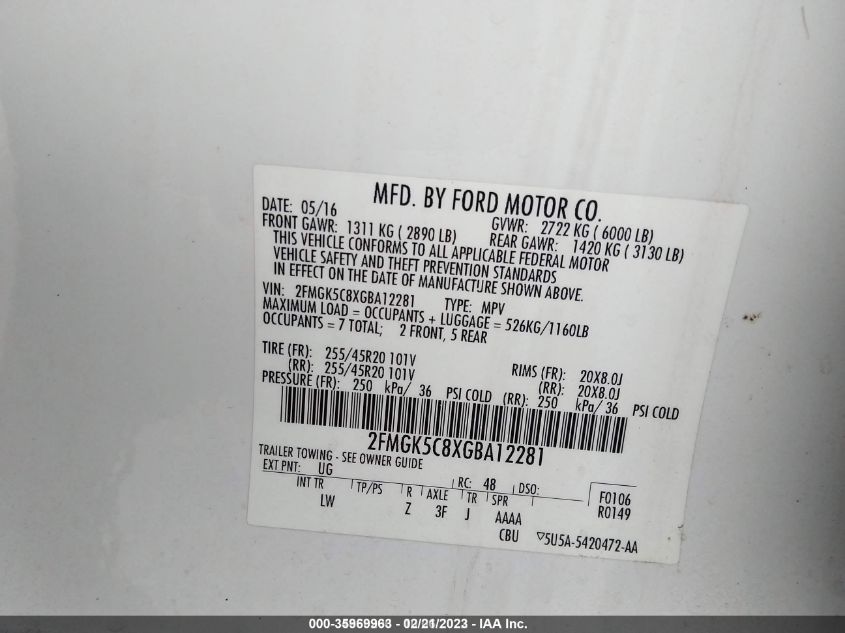 MFD. BY FORD MOTOR CO.
DATE: 05/16 GVWR: 2722 KG ( 6000 LB)
FRONT GAWR: 1311 KG ( 2890 LB) REAR GAWR: 1420 KG ( 3130 LB)
THIS VEHICLE CONFORMS TO ALL APPLICABLE FEDERAL MOTOR
VEHICLE SAFETY AND THEFT PREVENTION STANDARDS
IN EFFECT ON THE DATE OF MANUFACTURE SHOWN ABOVE.
VIN: 2FMGK5C8XGBA12281 TYPE: MPV
MAXIMUM LOAD = OCCUPANTS + LUGGAGE = 526KG/1160LB
OCCUPANTS = 7 TOTAL; 2 FRONT, 5 REAR
TIRE (FR): 255/45R20 101V RIMS (FR): 20X8.0J
(RR): 255/45R20 101V (RR): 20X8.0J
PRESSURE (FR): 250 kPa/ 36 PSI COLD (RR): 250 kPa/ 36 PSI COLD
2FMGK5C8XGBA12281
TRAILER TOWING - SEE OWNER GUIDE
EXT PNT: UG RC: 48 DSO: F0106
INT TR TP/PS R AXLE TR SPR R0149
LW Z 3F J AAAA
CBU ▽5U5A-5420472-AA
000-35969963 - 02/21/2023 - IAA Inc.